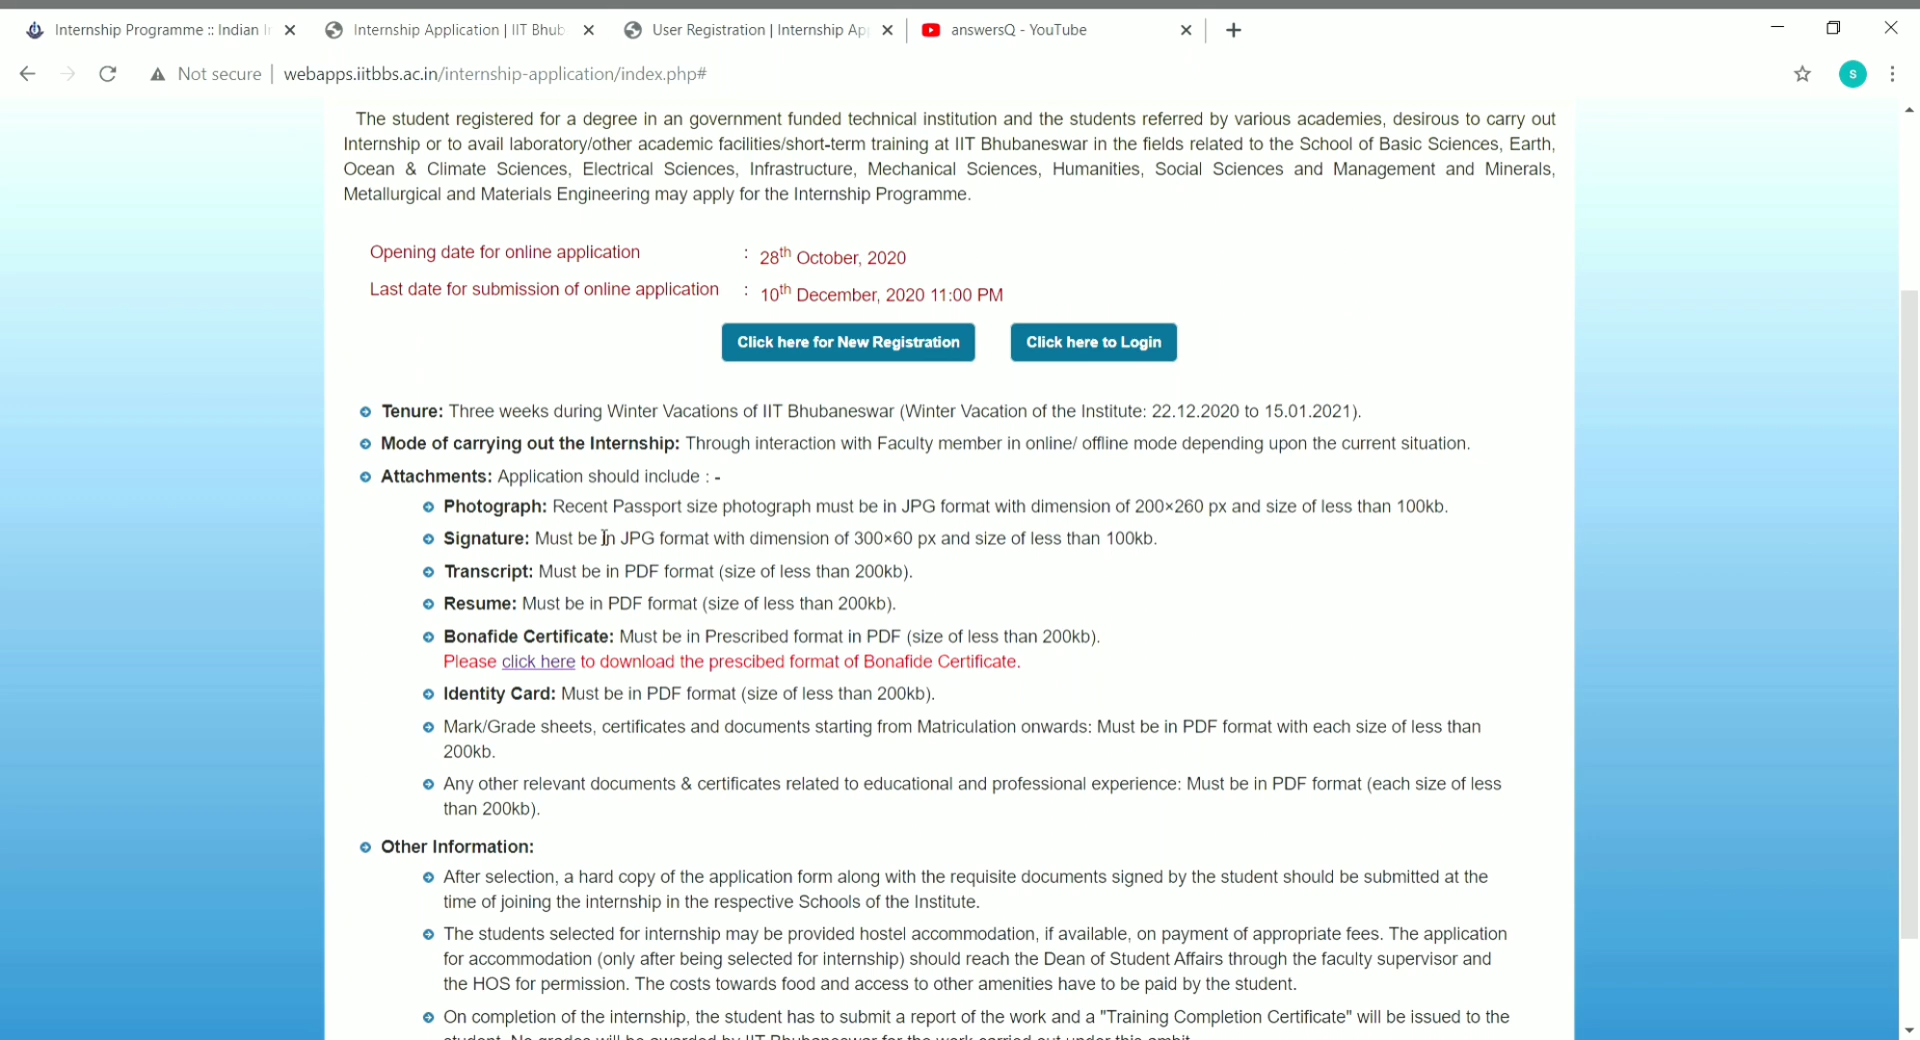 Internship Programme :: Indian I
Internship Application | IIT Bhub
User Registration | Internship Ap
answersQ - YouTube
Not secure
webapps.iitbbs.ac.in/internship-application/index.php#
S
The student registered for a degree in an government funded technical institution and the students referred by various academies, desirous to carry out
Internship or to avail laboratory/other academic facilities/short-term training at IIT Bhubaneswar in the fields related to the School of Basic Sciences, Earth,
Ocean & Climate Sciences, Electrical Sciences, Infrastructure, Mechanical Sciences, Humanities, Social Sciences and Management and Minerals,
Metallurgical and Materials Engineering may apply for the Internship Programme.
Opening date for online application : 28th October, 2020
Last date for submission of online application : 10th December, 2020 11:00 PM
Click here for New Registration Click here to Login
Tenure: Three weeks during Winter Vacations of IIT Bhubaneswar (Winter Vacation of the Institute: 22.12.2020 to 15.01.2021).
Mode of carrying out the Internship: Through interaction with Faculty member in online/ offline mode depending upon the current situation.
Attachments: Application should include : -
Photograph: Recent Passport size photograph must be in JPG format with dimension of 200×260 px and size of less than 100kb.
Signature: Must be in JPG format with dimension of 300×60 px and size of less than 100kb.
Transcript: Must be in PDF format (size of less than 200kb).
Resume: Must be in PDF format (size of less than 200kb).
Bonafide Certificate: Must be in Prescribed format in PDF (size of less than 200kb).
Please click here to download the prescibed format of Bonafide Certificate.
Identity Card: Must be in PDF format (size of less than 200kb).
Mark/Grade sheets, certificates and documents starting from Matriculation onwards: Must be in PDF format with each size of less than
200kb.
Any other relevant documents & certificates related to educational and professional experience: Must be in PDF format (each size of less
than 200kb).
Other Information:
After selection, a hard copy of the application form along with the requisite documents signed by the student should be submitted at the
time of joining the internship in the respective Schools of the Institute.
The students selected for internship may be provided hostel accommodation, if available, on payment of appropriate fees. The application
for accommodation (only after being selected for internship) should reach the Dean of Student Affairs through the faculty supervisor and
the HOS for permission. The costs towards food and access to other amenities have to be paid by the student.
On completion of the internship, the student has to submit a report of the work and a "Training Completion Certificate" will be issued to the
student. No grades will be awarded by IIT Bhubaneswar for the work carried out under this ambit.